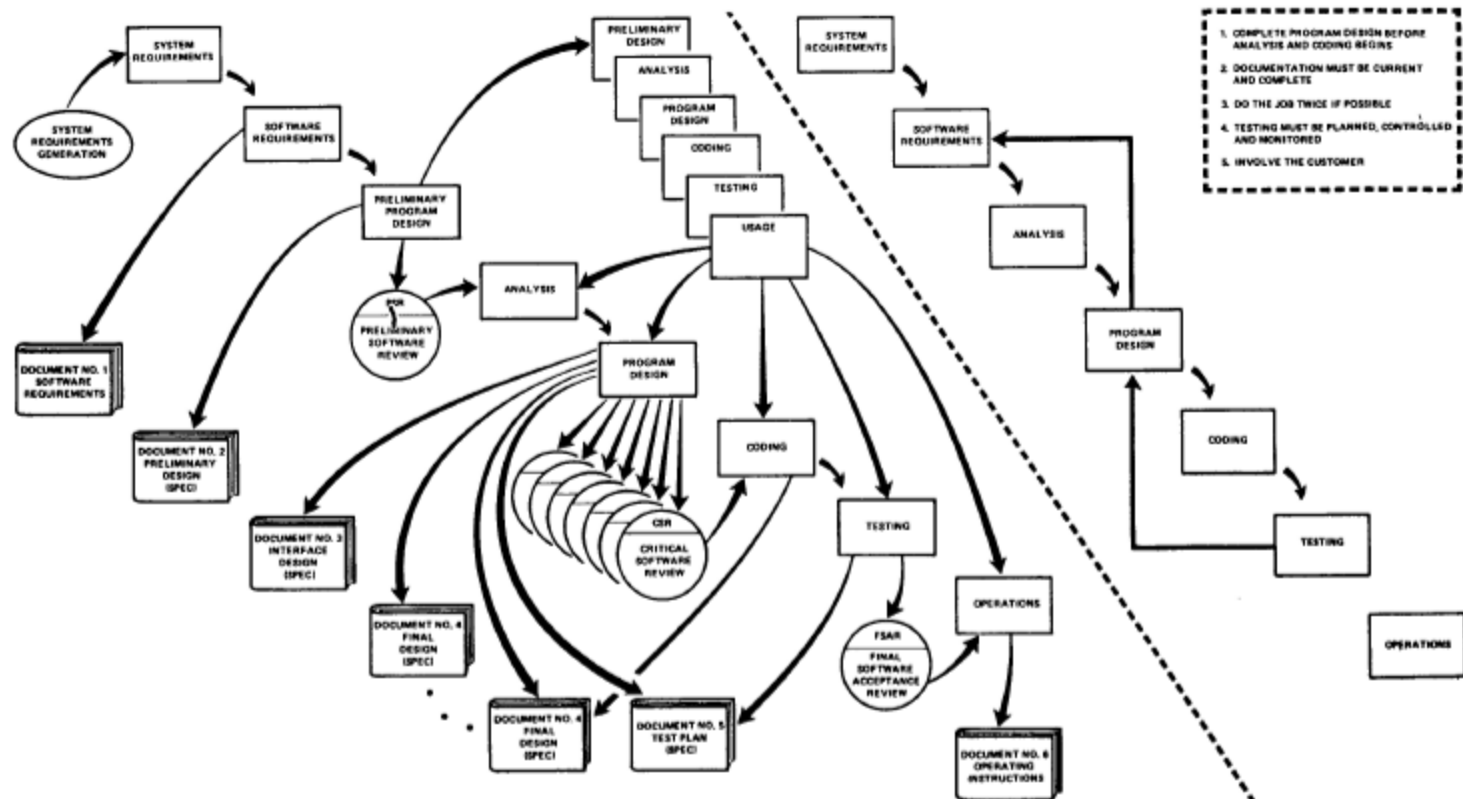 SYSTEM
REQUIREMENTS
SYSTEM
REQUIREMENTS
GENERATION
SOFTWARE
REQUIREMENTS
PRELIMINARY
PROGRAM
DESIGN
PRELIMINARY
DESIGN
ANALYSIS
PROGRAM
DESIGN
CODING
TESTING
USAGE
PRELIMINARY
SOFTWARE
REVIEW
ANALYSIS
PROGRAM
DESIGN
DOCUMENT NO. 1
SOFTWARE
REQUIREMENTS
DOCUMENT NO. 2
PRELIMINARY
DESIGN
(SPEC)
DOCUMENT NO. 3
INTERFACE
DESIGN
(SPEC)
DOCUMENT NO. 4
FINAL
DESIGN
(SPEC)
DOCUMENT NO. 4
FINAL
DESIGN
(SPEC)
DOCUMENT NO. 5
TEST PLAN
(SPEC)
CSR
CRITICAL
SOFTWARE
REVIEW
CODING
TESTING
FSAR
FINAL
SOFTWARE
ACCEPTANCE
REVIEW
OPERATIONS
DOCUMENT NO. 6
OPERATING
INSTRUCTIONS
SYSTEM
REQUIREMENTS
SOFTWARE
REQUIREMENTS
ANALYSIS
PROGRAM
DESIGN
CODING
TESTING
OPERATIONS
1. COMPLETE PROGRAM DESIGN BEFORE
ANALYSIS AND CODING BEGINS
2. DOCUMENTATION MUST BE CURRENT
AND COMPLETE
3. DO THE JOB TWICE IF POSSIBLE
4. TESTING MUST BE PLANNED, CONTROLLED
AND MONITORED
5. INVOLVE THE CUSTOMER